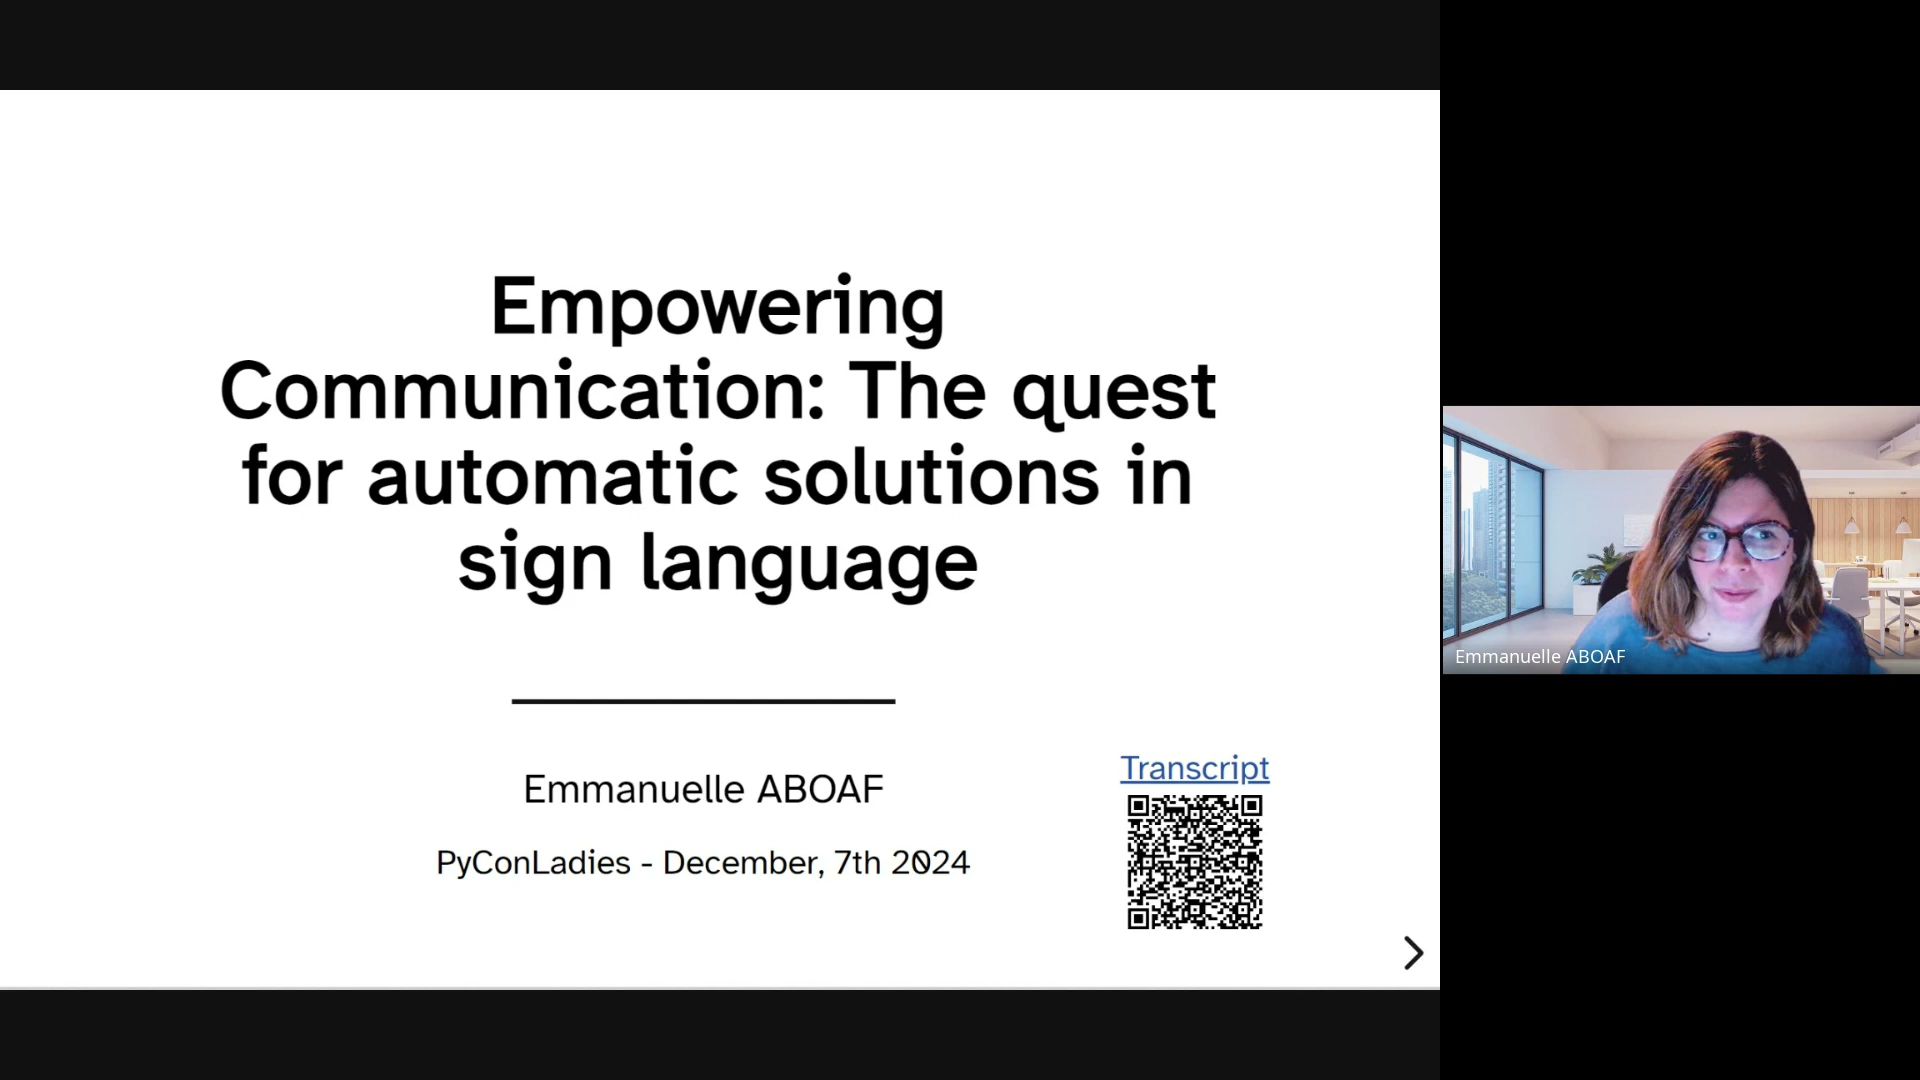 Empowering
Communication: The quest
for automatic solutions in
sign language
Emmanuelle ABOAF
PyConLadies - December, 7th 2024
Transcript
Emmanuelle ABOAF